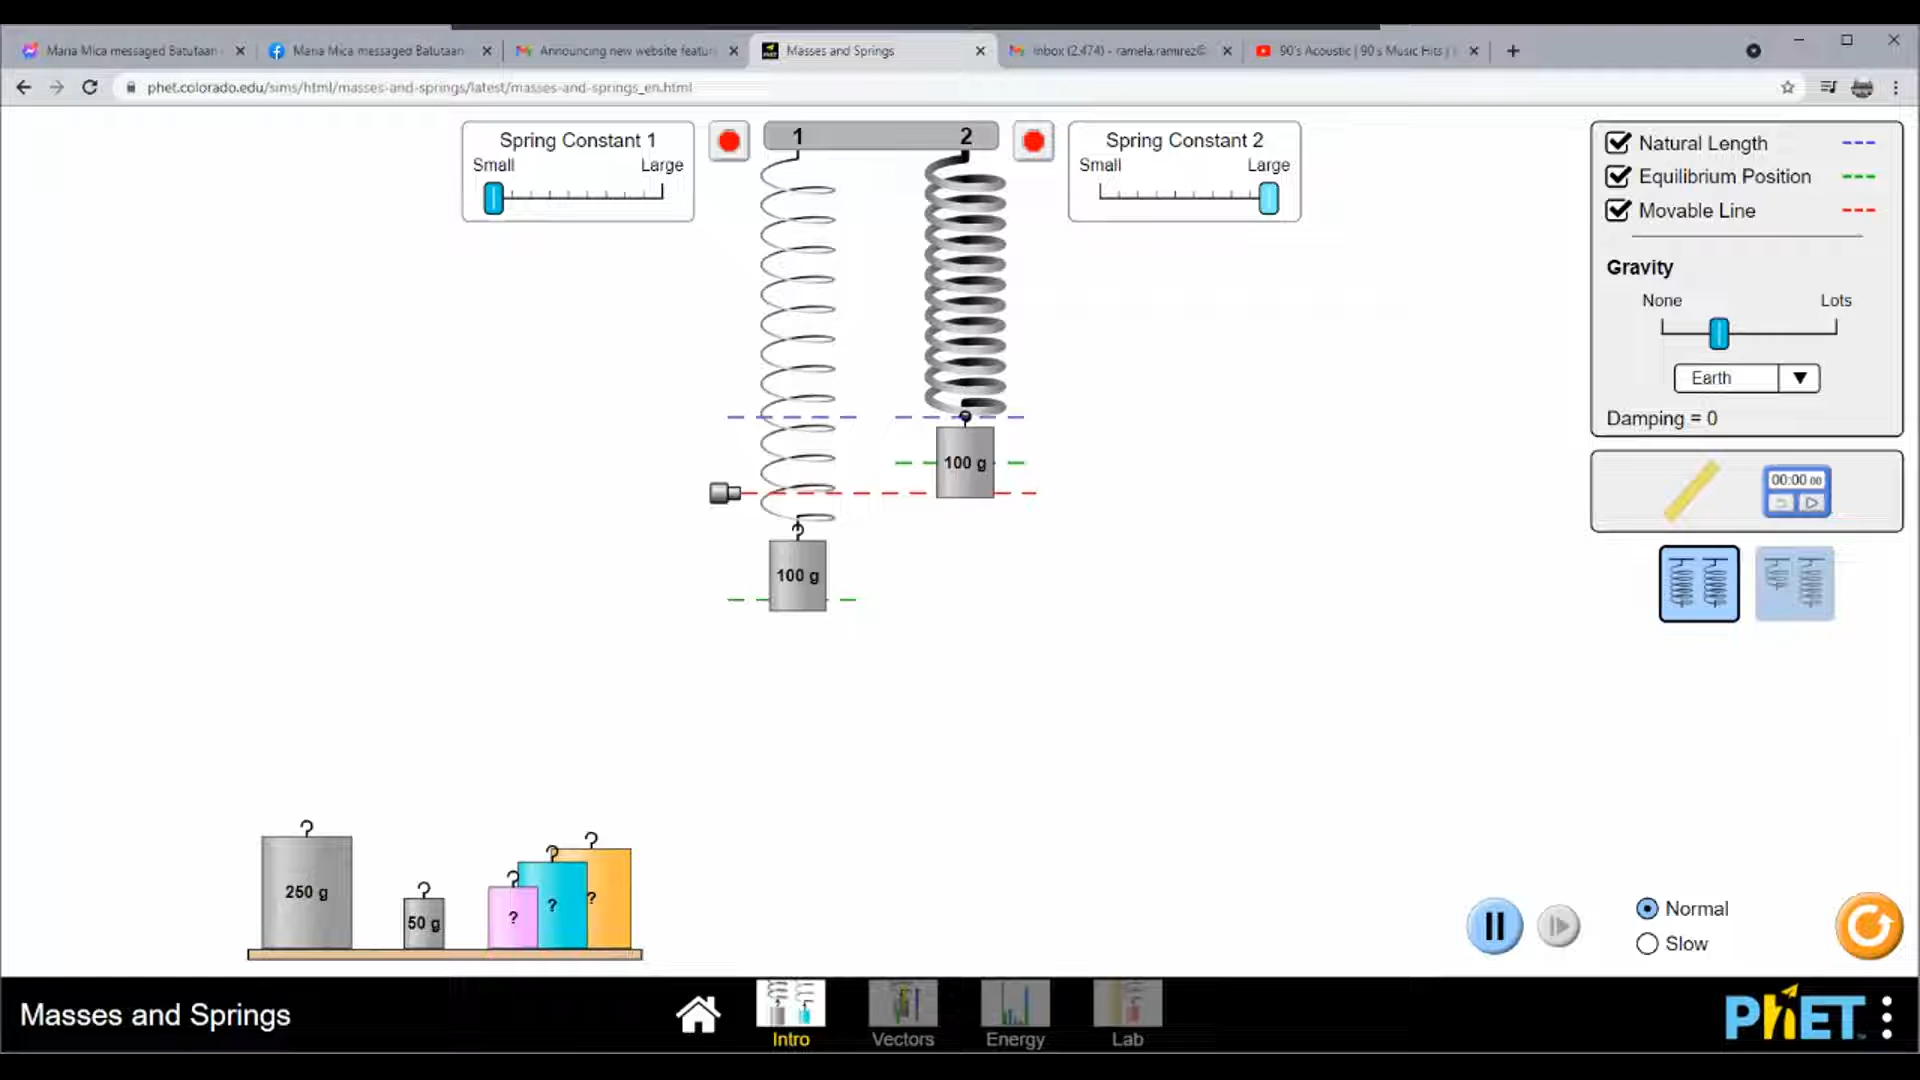 Maria Mica messaged Batutaan
Maria Mica messaged Batutaan
Announcing new website featur
Masses and Springs
Inbox (2,474) - ramela.ramirez@
90's Acoustic | 90's Music Hits |
phet.colorado.edu/sims/html/masses-and-springs/latest/masses-and-springs_en.html
Spring Constant 1
Small Large
1 2
Spring Constant 2
Small Large
Natural Length
Equilibrium Position
Movable Line
Gravity
None Lots
Earth
Damping = 0
100 g
00:00 00
100 g
250 g
50 g
? ? ?
Normal
Slow
Masses and Springs
Intro
Vectors
Energy
Lab
PhET